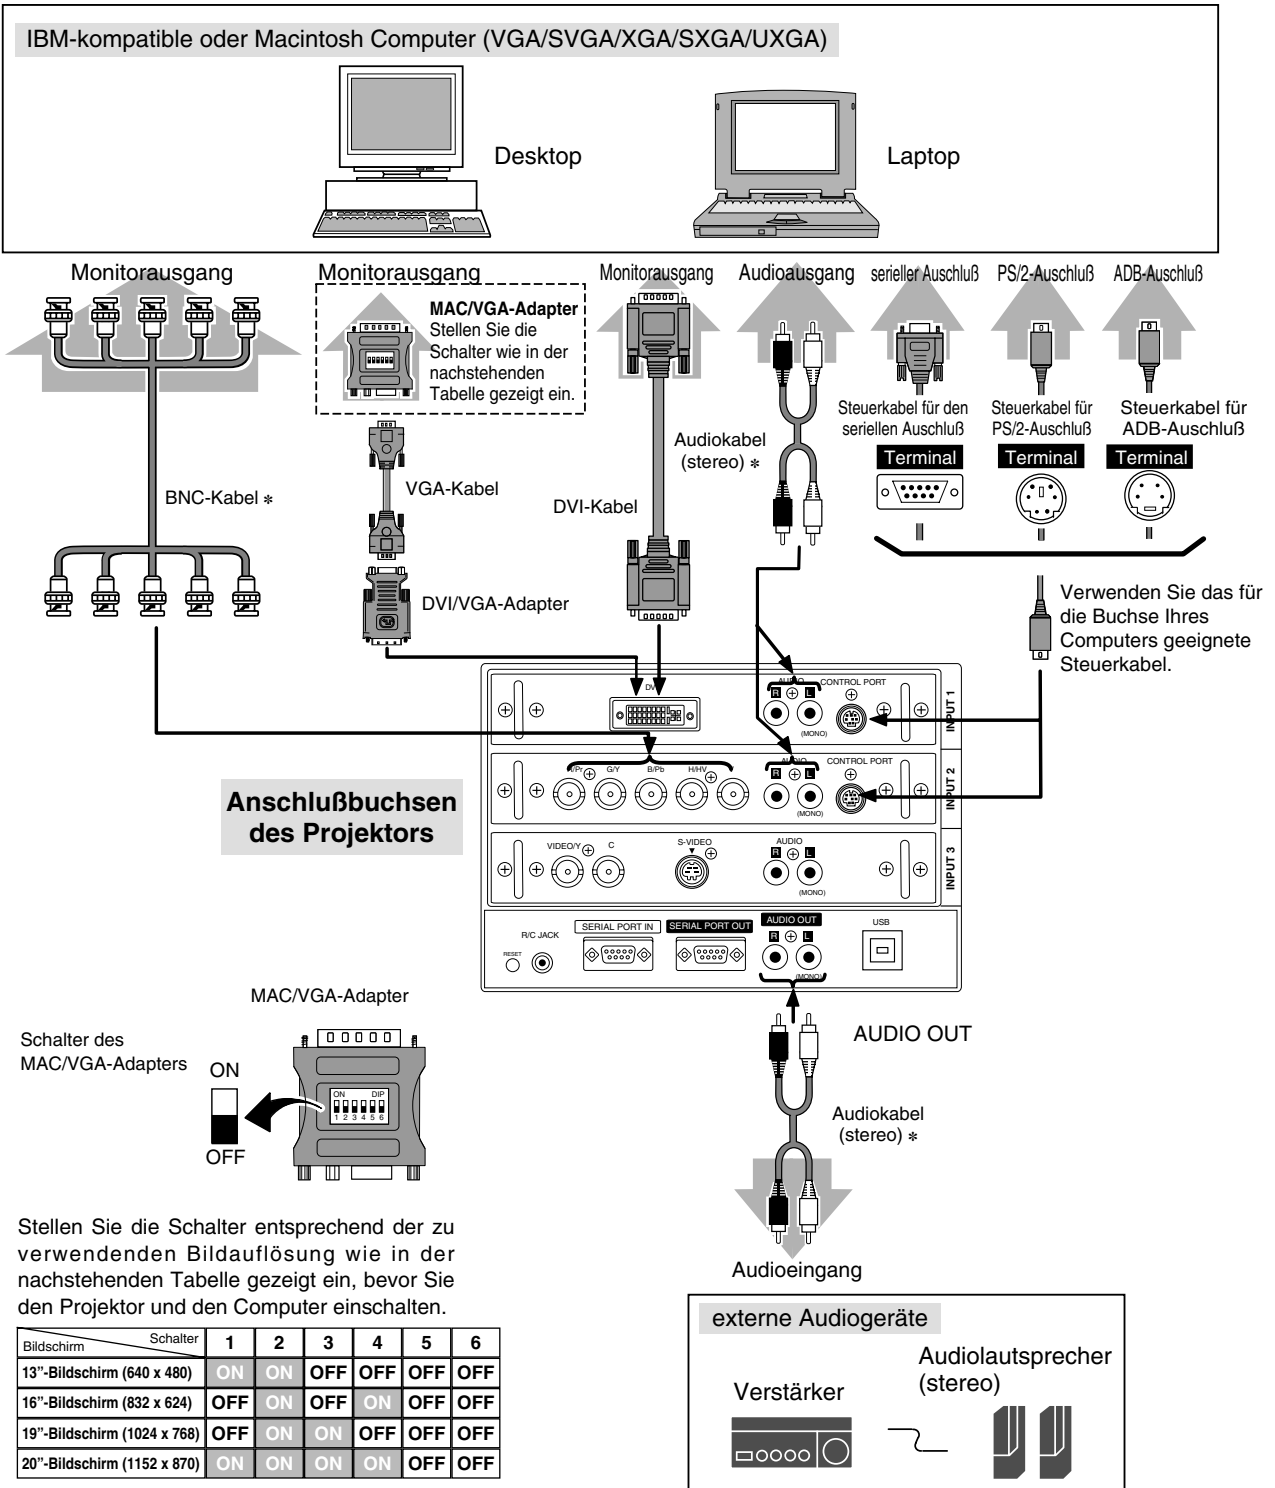 IBM-kompatible oder Macintosh Computer (VGA/SVGA/XGA/SXGA/UXGA)
Desktop
Laptop
Monitorausgang
Monitorausgang
Monitorausgang
Audioausgang
serieller Auschluß
PS/2-Auschluß
ADB-Auschluß
MAC/VGA-Adapter
Stellen Sie die
Schalter wie in der
nachstehenden
Tabelle gezeigt ein.
Steuerkabel für den
seriellen Auschluß
Steuerkabel für
PS/2-Auschluß
Steuerkabel für
ADB-Auschluß
Terminal
Terminal
Terminal
Audiokabel
(stereo) *
BNC-Kabel *
VGA-Kabel
DVI-Kabel
DVI/VGA-Adapter
Verwenden Sie das für
die Buchse Ihres
Computers geeignete
Steuerkabel.
AUDIO
CONTROL PORT
R L
(MONO)
INPUT 1
Anschlußbuchsen
des Projektors
G/Y
B/Pb
H/HV
AUDIO
CONTROL PORT
R L
(MONO)
INPUT 2
VIDEO/Y
C
S-VIDEO
AUDIO
R L
(MONO)
INPUT 3
R/C JACK
RESET
SERIAL PORT IN
SERIAL PORT OUT
AUDIO OUT
R L
(MONO)
USB
MAC/VGA-Adapter
Schalter des
MAC/VGA-Adapters
ON
OFF
ON DIP
1 2 3 4 5 6
AUDIO OUT
Audiokabel
(stereo) *
Audioeingang
Stellen Sie die Schalter entsprechend der zu
verwendenden Bildauflösung wie in der
nachstehenden Tabelle gezeigt ein, bevor Sie
den Projektor und den Computer einschalten.
Bildschirm Schalter 1 2 3 4 5 6
13”-Bildschirm (640 x 480) ON ON OFF OFF OFF OFF
16”-Bildschirm (832 x 624) OFF ON OFF ON OFF OFF
19”-Bildschirm (1024 x 768) OFF ON ON OFF OFF OFF
20”-Bildschirm (1152 x 870) ON ON ON ON OFF OFF
externe Audiogeräte
Verstärker
Audiolautsprecher
(stereo)